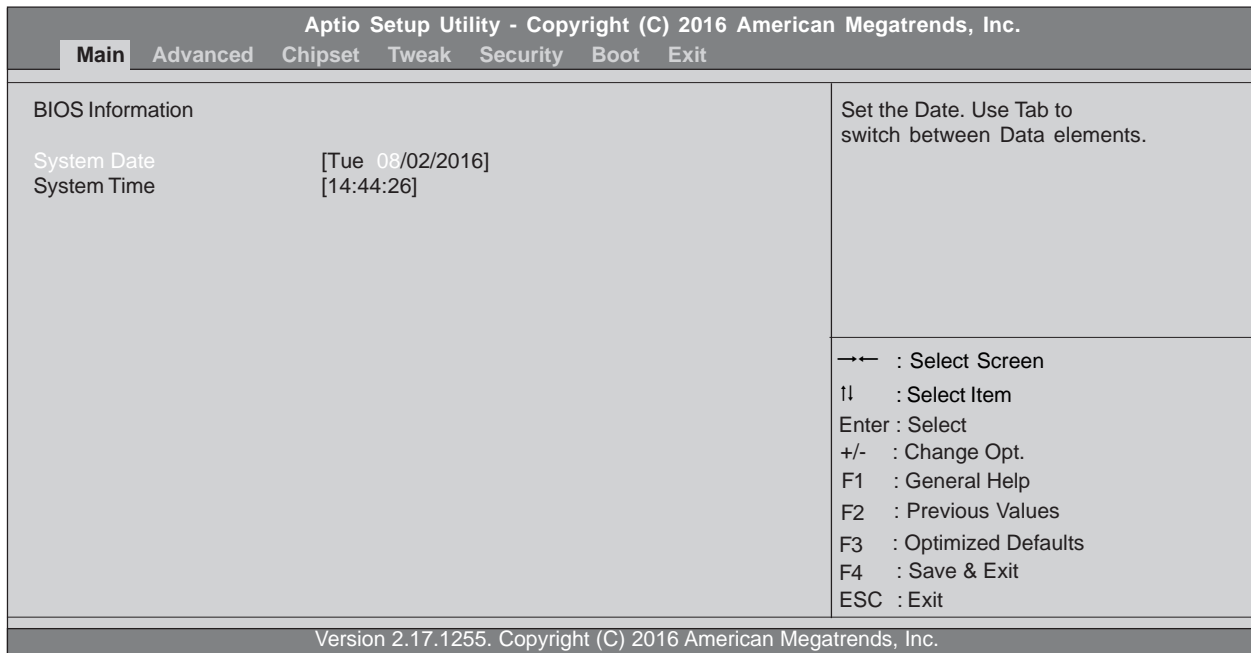 Aptio Setup Utility - Copyright (C) 2016 American Megatrends, Inc.
Main Advanced Chipset Tweak Security Boot Exit
BIOS Information
System Date [Tue 08/02/2016]
System Time [14:44:26]
Set the Date. Use Tab to
switch between Data elements.
→← : Select Screen
↑↓ : Select Item
Enter : Select
+/- : Change Opt.
F1 : General Help
F2 : Previous Values
F3 : Optimized Defaults
F4 : Save & Exit
ESC : Exit
Version 2.17.1255. Copyright (C) 2016 American Megatrends, Inc.